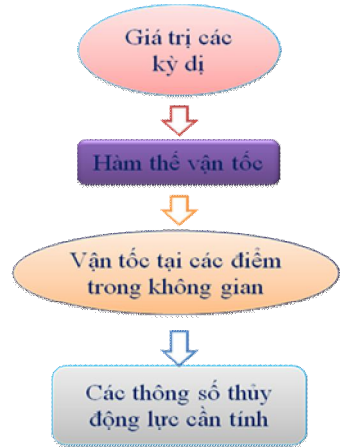 Giá trị các
kỳ dị
Hàm thế vận tốc
Vận tốc tại các điểm
trong không gian
Các thông số thủy
động lực cần tính